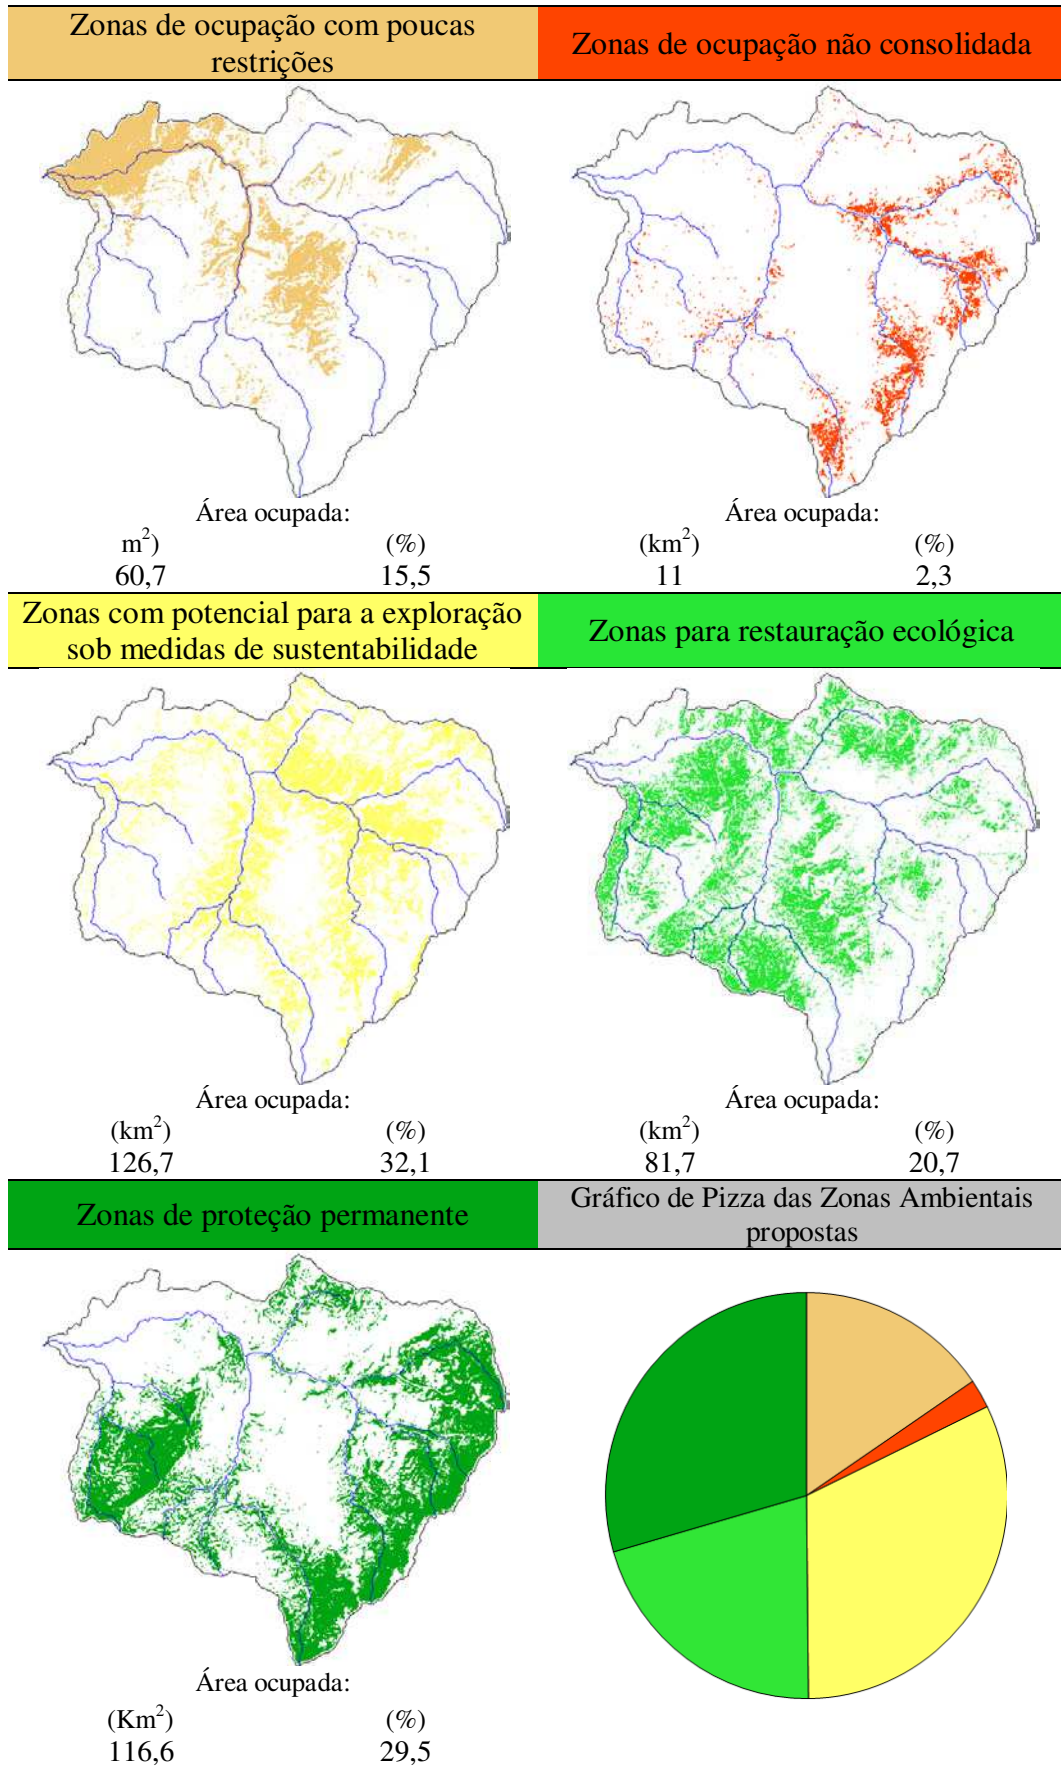 Zonas de ocupação com poucas
restrições
Zonas de ocupação não consolidada
Área ocupada:
m²) (%)
60,7 15,5
Área ocupada:
(km²) (%)
11 2,3
Zonas com potencial para a exploração
sob medidas de sustentabilidade
Zonas para restauração ecológica
Área ocupada:
(km²) (%)
126,7 32,1
Área ocupada:
(km²) (%)
81,7 20,7
Zonas de proteção permanente
Gráfico de Pizza das Zonas Ambientais
propostas
Área ocupada:
(Km²) (%)
116,6 29,5